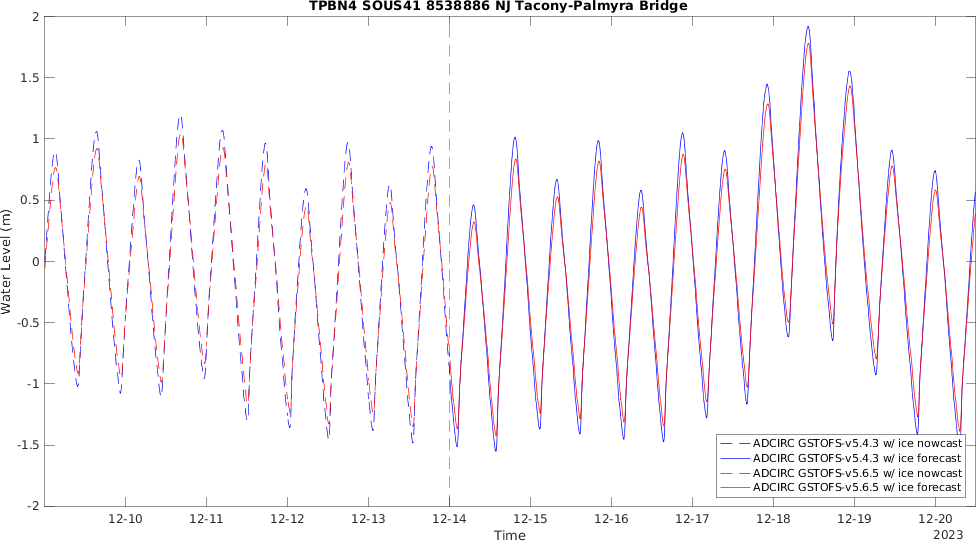 TPBN4 SOUS41 8538886 NJ Tacony-Palmyra Bridge
Water Level (m)
2
1.5
1
0.5
0
-0.5
-1
-1.5
-2
12-10 12-11 12-12 12-13 12-14 12-15 12-16 12-17 12-18 12-19 12-20
Time
2023
ADCIRC GSTOFS-v5.4.3 w/ ice nowcast
ADCIRC GSTOFS-v5.4.3 w/ ice forecast
ADCIRC GSTOFS-v5.6.5 w/ ice nowcast
ADCIRC GSTOFS-v5.6.5 w/ ice forecast